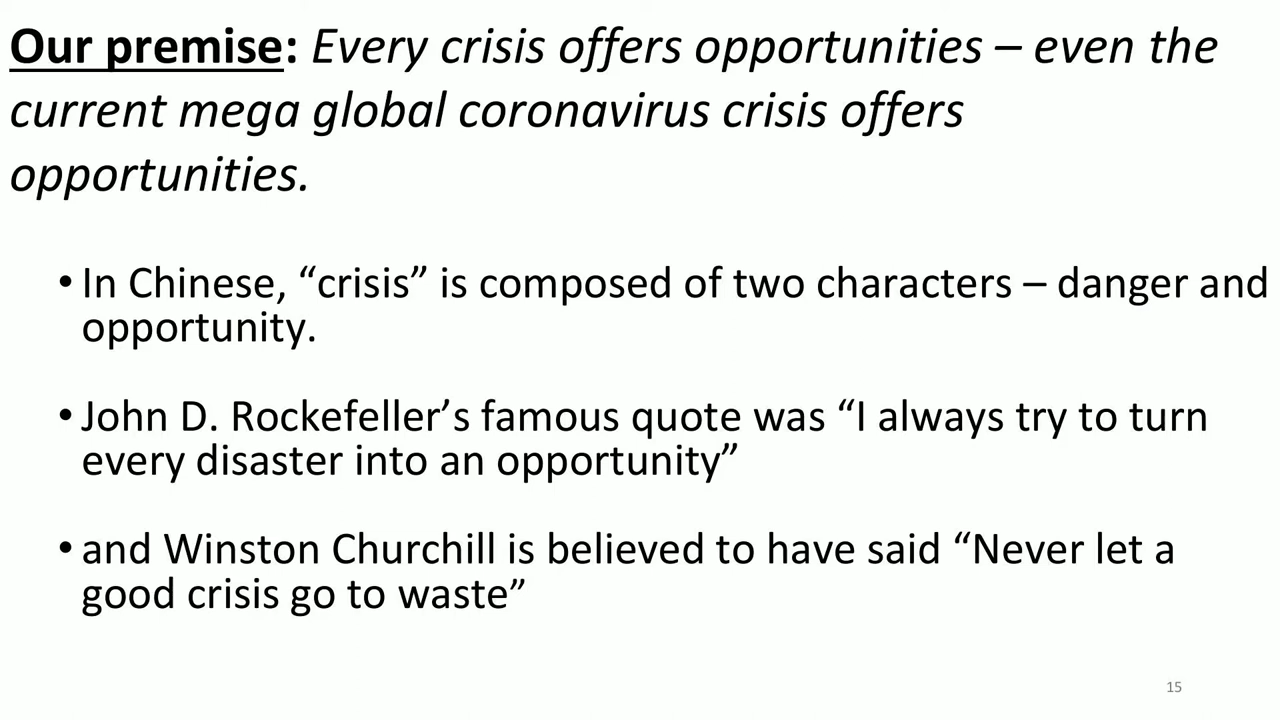 Our premise: Every crisis offers opportunities – even the
current mega global coronavirus crisis offers
opportunities.
• In Chinese, “crisis” is composed of two characters – danger and
opportunity.
• John D. Rockefeller’s famous quote was “I always try to turn
every disaster into an opportunity”
• and Winston Churchill is believed to have said “Never let a
good crisis go to waste”
15